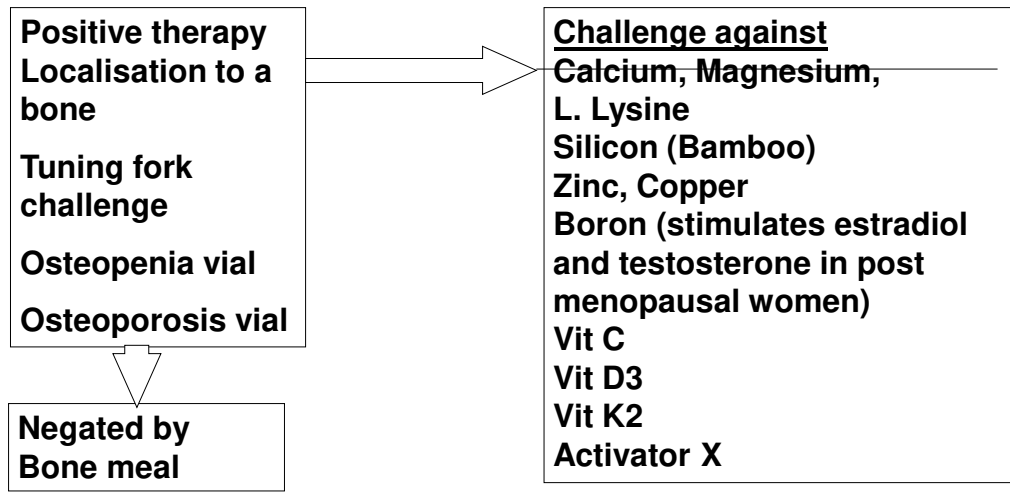 Positive therapy
Localisation to a
bone
Tuning fork
challenge
Osteopenia vial
Osteoporosis vial
Negated by
Bone meal
Challenge against
Calcium, Magnesium,
L. Lysine
Silicon (Bamboo)
Zinc, Copper
Boron (stimulates estradiol
and testosterone in post
menopausal women)
Vit C
Vit D3
Vit K2
Activator X